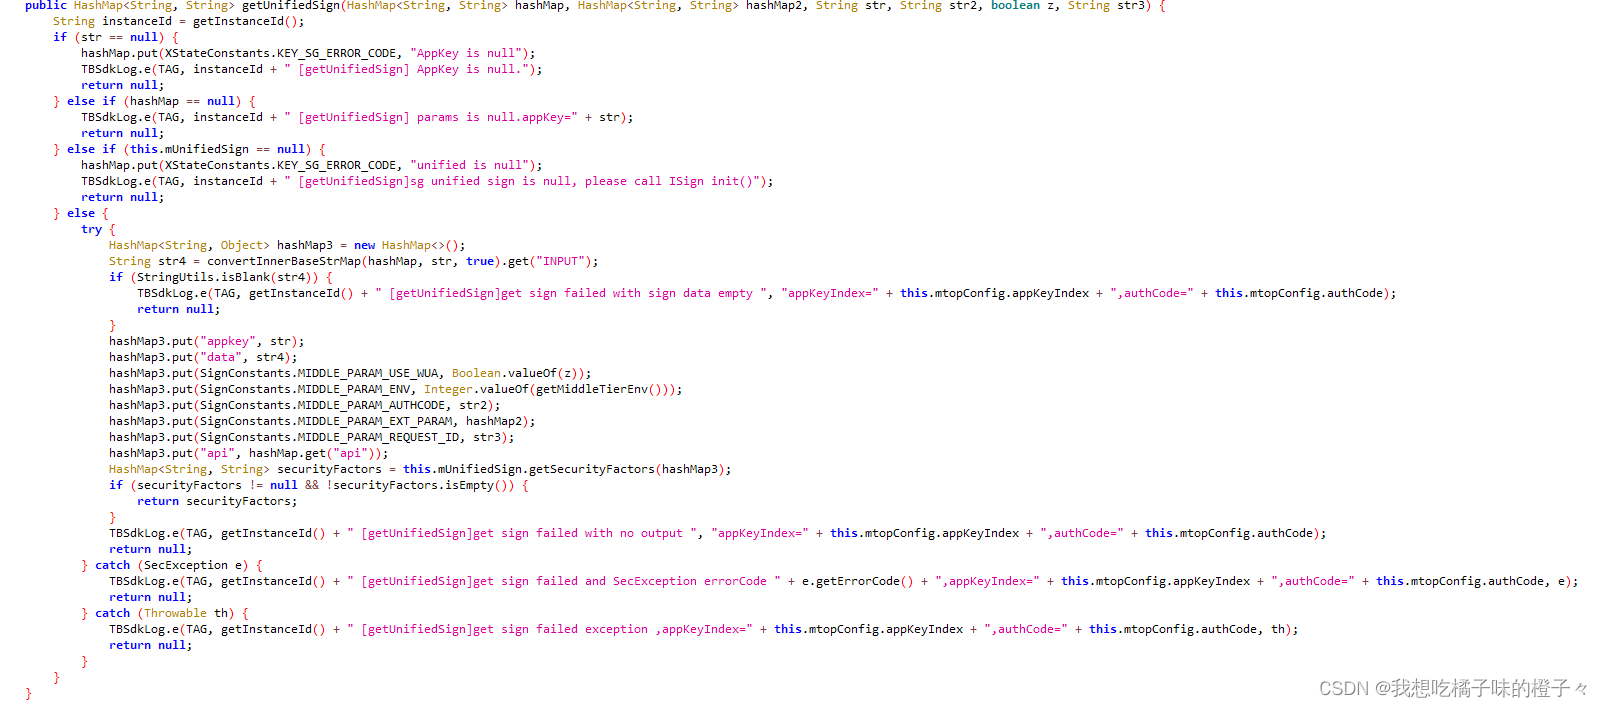 public HashMap<String, String> getUnifiedSign(HashMap<String, String> hashMap, HashMap<String, String> hashMap2, String str, String str2, boolean z, String str3) {
    String instanceId = getInstanceId();
    if (str == null) {
        hashMap.put(XStateConstants.KEY_SG_ERROR_CODE, "AppKey is null");
        TBSdkLog.e(TAG, instanceId + " [getUnifiedSign] AppKey is null.");
        return null;
    } else if (hashMap == null) {
        TBSdkLog.e(TAG, instanceId + " [getUnifiedSign] params is null.appKey=" + str);
        return null;
    } else if (this.mUnifiedSign == null) {
        hashMap.put(XStateConstants.KEY_SG_ERROR_CODE, "unified is null");
        TBSdkLog.e(TAG, instanceId + " [getUnifiedSign]sg unified sign is null, please call ISign init()");
        return null;
    } else {
        try {
            HashMap<String, Object> hashMap3 = new HashMap<>();
            String str4 = convertInnerBaseStrMap(hashMap, str, true).get("INPUT");
            if (StringUtils.isBlank(str4)) {
                TBSdkLog.e(TAG, getInstanceId() + " [getUnifiedSign]get sign failed with sign data empty ", "appKeyIndex=" + this.mtopConfig.appKeyIndex + ",authCode=" + this.mtopConfig.authCode);
                return null;
            }
            hashMap3.put("appkey", str);
            hashMap3.put("data", str4);
            hashMap3.put(SignConstants.MIDDLE_PARAM_USE_WUA, Boolean.valueOf(z));
            hashMap3.put(SignConstants.MIDDLE_PARAM_ENV, Integer.valueOf(getMiddleTierEnv()));
            hashMap3.put(SignConstants.MIDDLE_PARAM_AUTHCODE, str2);
            hashMap3.put(SignConstants.MIDDLE_PARAM_EXT_PARAM, hashMap2);
            hashMap3.put(SignConstants.MIDDLE_PARAM_REQUEST_ID, str3);
            hashMap3.put("api", hashMap.get("api"));
            HashMap<String, String> securityFactors = this.mUnifiedSign.getSecurityFactors(hashMap3);
            if (securityFactors != null && !securityFactors.isEmpty()) {
                return securityFactors;
            }
            TBSdkLog.e(TAG, getInstanceId() + " [getUnifiedSign]get sign failed with no output ", "appKeyIndex=" + this.mtopConfig.appKeyIndex + ",authCode=" + this.mtopConfig.authCode);
            return null;
        } catch (SecException e) {
            TBSdkLog.e(TAG, getInstanceId() + " [getUnifiedSign]get sign failed and SecException errorCode " + e.getErrorCode() + ",appKeyIndex=" + this.mtopConfig.appKeyIndex + ",authCode=" + this.mtopConfig.authCode, e);
            return null;
        } catch (Throwable th) {
            TBSdkLog.e(TAG, getInstanceId() + " [getUnifiedSign]get sign failed exception ,appKeyIndex=" + this.mtopConfig.appKeyIndex + ",authCode=" + this.mtopConfig.authCode, th);
            return null;
        }
    }
}
CSDN @我想吃橘子味的橙子々